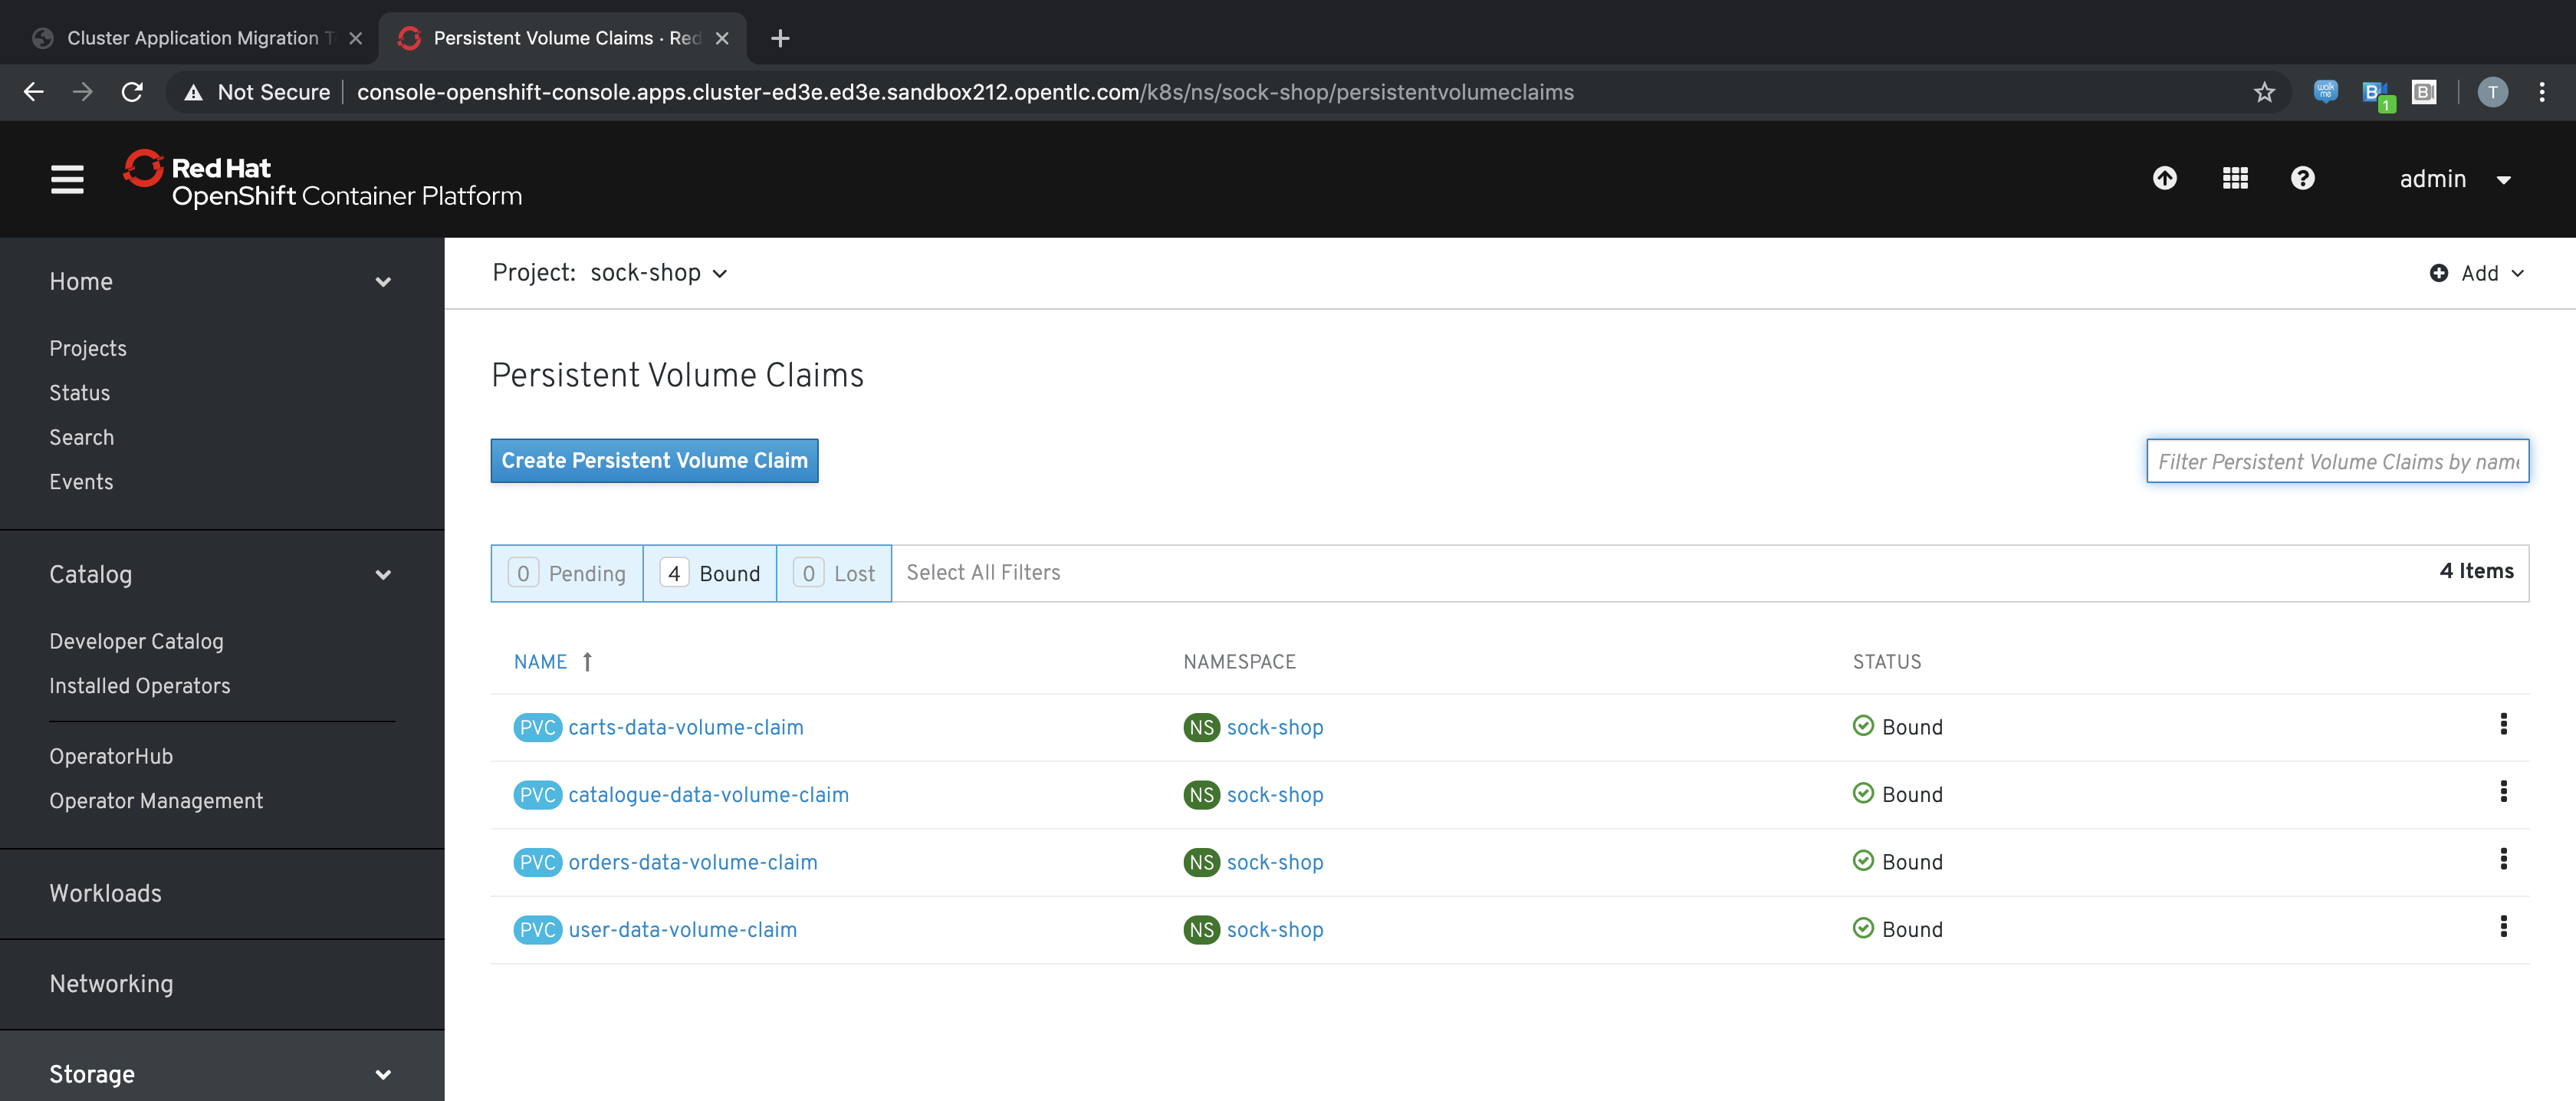 Cluster Application Migration T
Persistent Volume Claims · Red
Not Secure
console-openshift-console.apps.cluster-ed3e.ed3e.sandbox212.opentlc.com/k8s/ns/sock-shop/persistentvolumeclaims
walk
me
B
1
B
T
Red Hat
OpenShift Container Platform
admin
Home
Projects
Status
Search
Events
Catalog
Developer Catalog
Installed Operators
OperatorHub
Operator Management
Workloads
Networking
Storage
Project: sock-shop
Add
Persistent Volume Claims
Create Persistent Volume Claim
Filter Persistent Volume Claims by name
0 Pending 4 Bound 0 Lost Select All Filters 4 Items
NAME NAMESPACE STATUS
PVC carts-data-volume-claim NS sock-shop Bound
PVC catalogue-data-volume-claim NS sock-shop Bound
PVC orders-data-volume-claim NS sock-shop Bound
PVC user-data-volume-claim NS sock-shop Bound